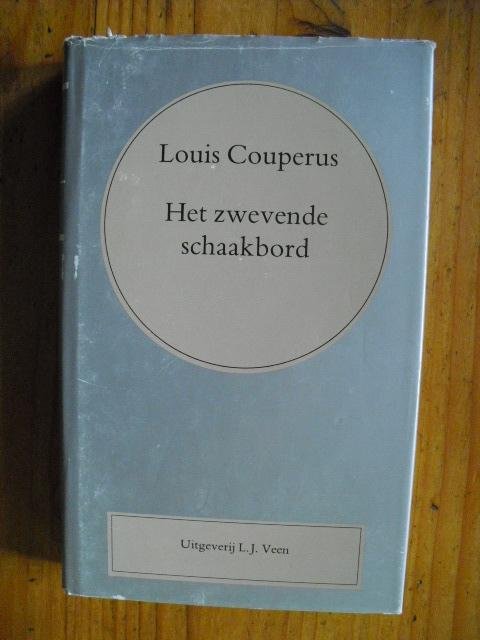 Louis Couperus
Het zwevende
schaakbord
Uitgeverij L. J. Veen